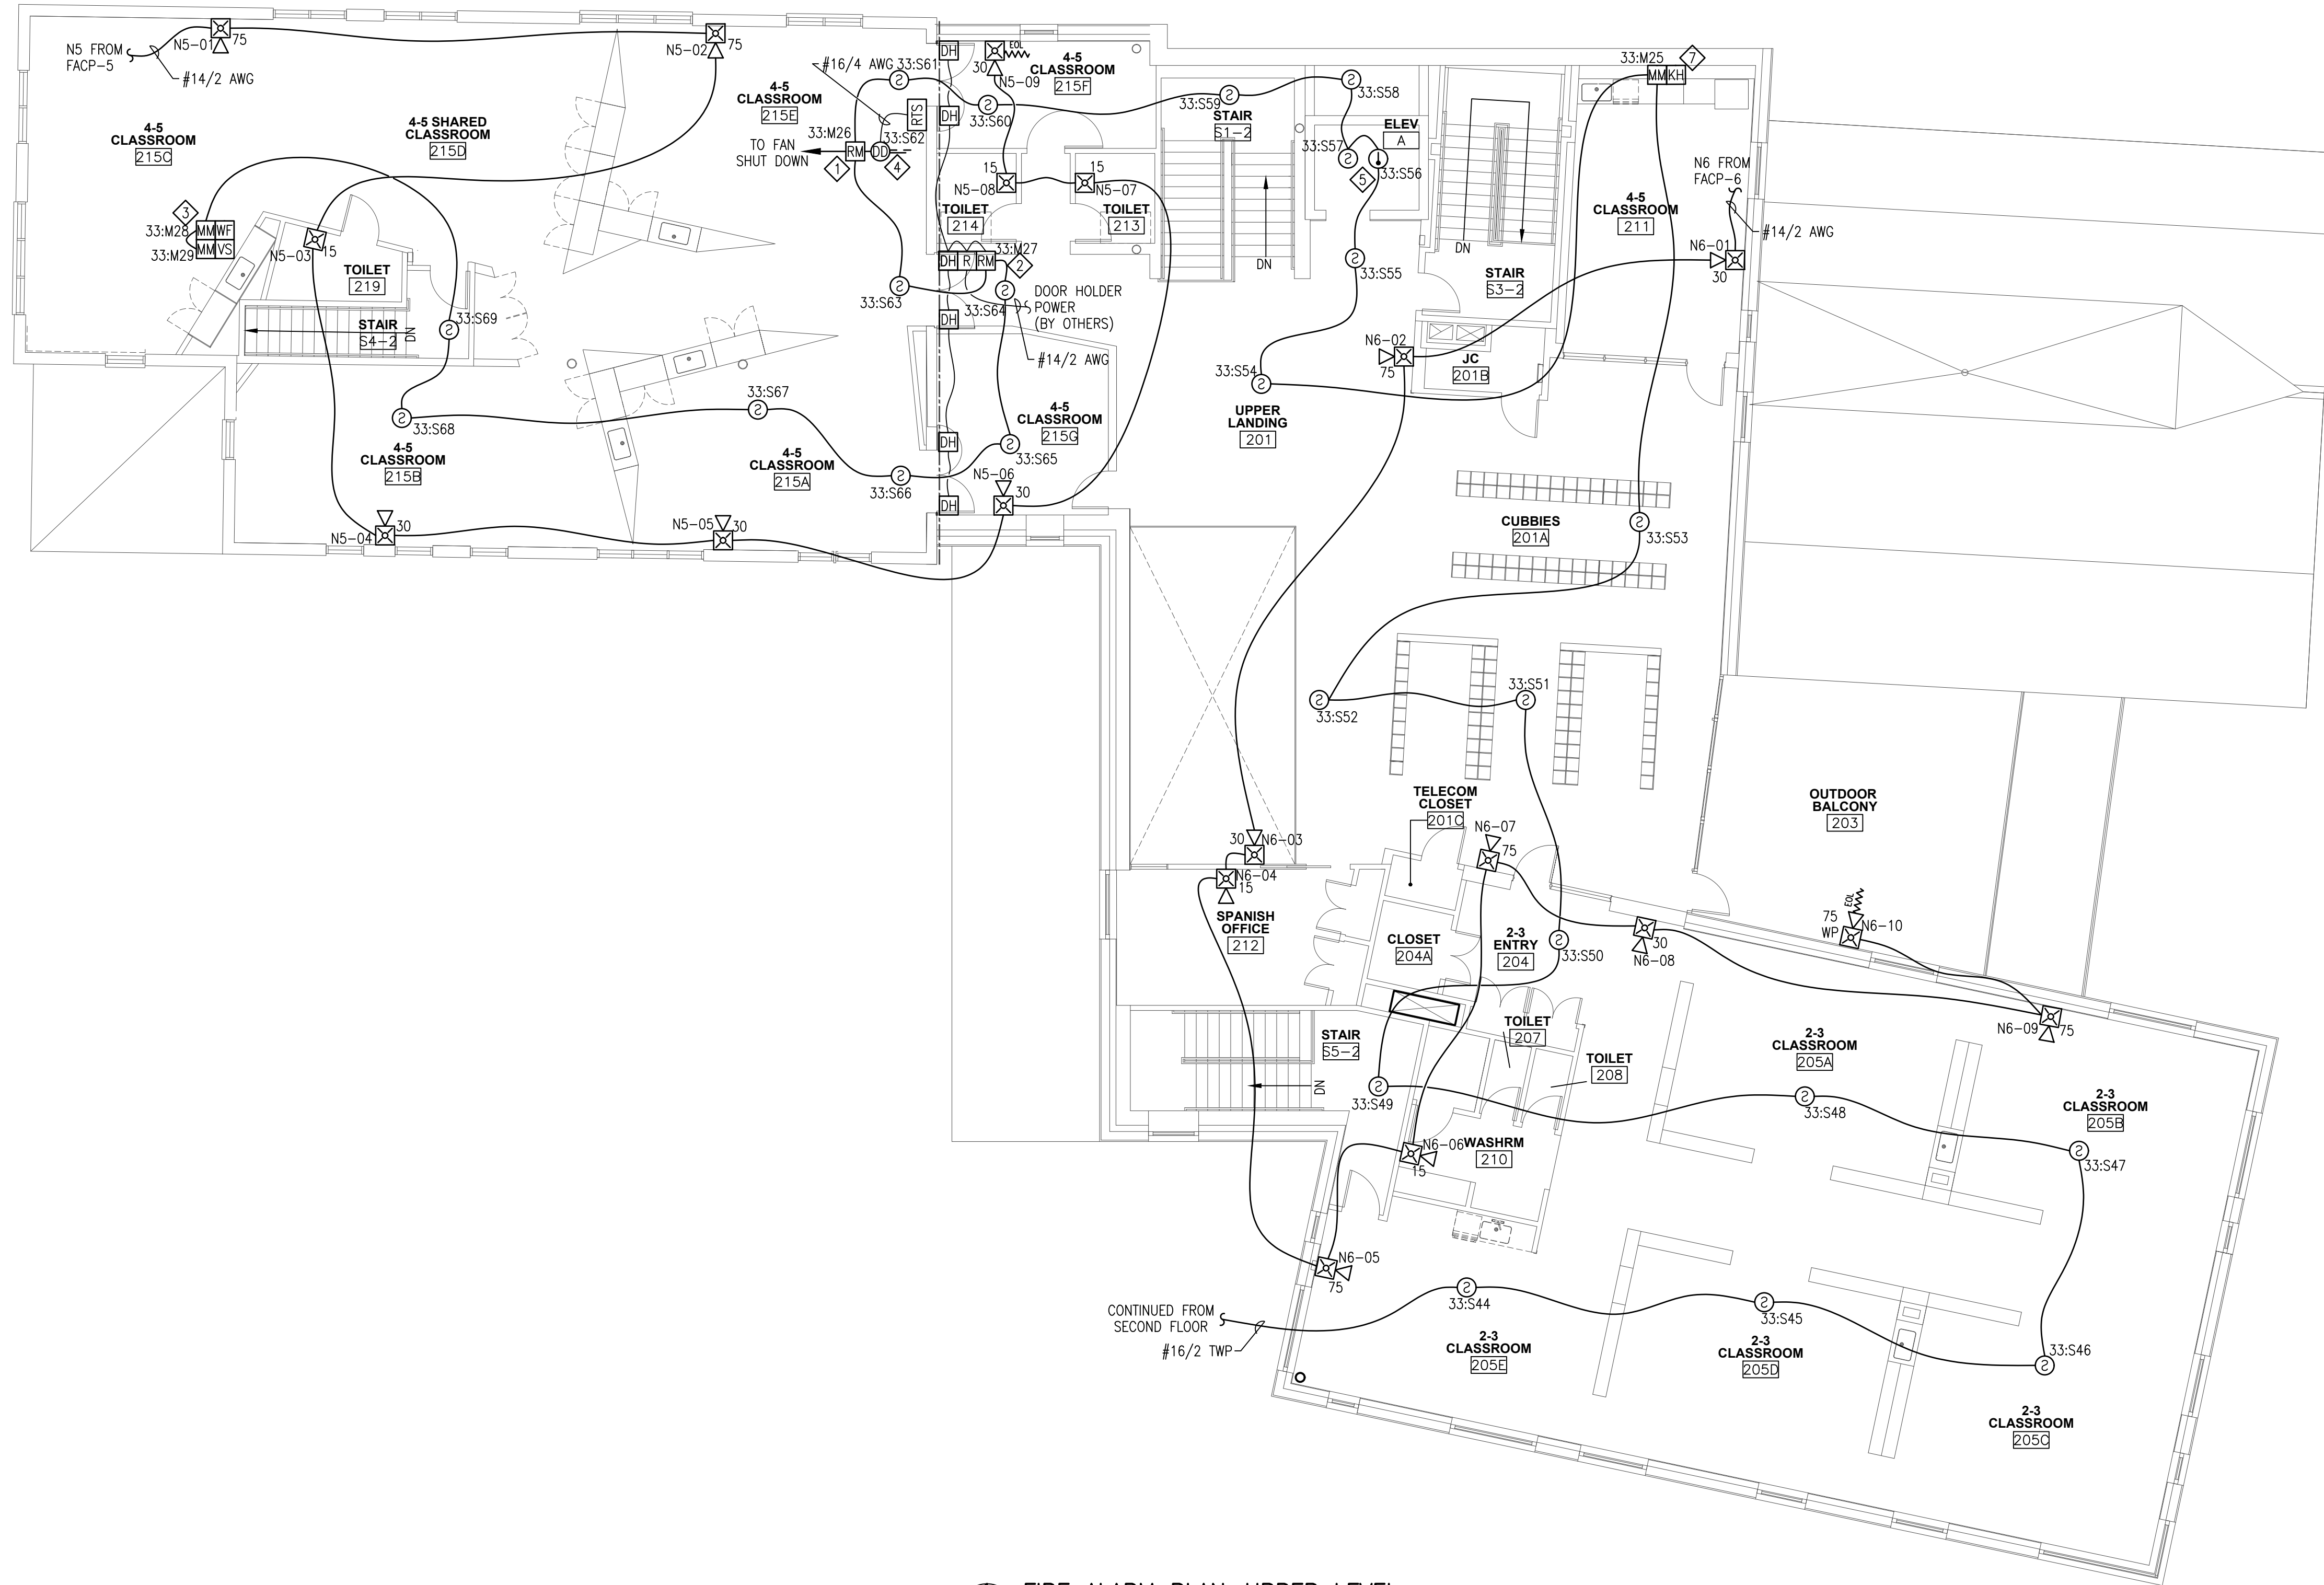 N5 FROM
FACP-5
#14/2 AWG
N5-01
75
N5-02
75
4-5
CLASSROOM
215C
4-5 SHARED
CLASSROOM
215D
4-5
CLASSROOM
215E
#16/4 AWG
33:S61
RTS
33:S62
33:M26
TO FAN
SHUT DOWN
RM
DD
1
4
DH
DH
EOL
30
N5-09
4-5
CLASSROOM
215F
33:S60
33:S59
STAIR
S1-2
DN
33:S58
33:S57
ELEV
A
33:S56
5
33:S55
33:M25
MM
KH
7
4-5
CLASSROOM
211
N6 FROM
FACP-6
#14/2 AWG
N6-01
30
DN
STAIR
S3-2
15
N5-08
N5-07
15
TOILET
214
TOILET
213
33:M27
DH
R
RM
2
33:S64
DOOR HOLDER
POWER
(BY OTHERS)
#14/2 AWG
33:S63
DH
3
33:M28
MM
WF
33:M29
MM
VS
N5-03
15
TOILET
219
STAIR
S4-2
DN
33:S69
33:S68
33:S67
4-5
CLASSROOM
215B
4-5
CLASSROOM
215A
33:S66
DH
4-5
CLASSROOM
215G
33:S65
N5-06
30
DH
N5-04
30
N5-05
30
N6-02
75
JC
201B
33:S54
UPPER
LANDING
201
CUBBIES
201A
33:S53
33:S52
33:S51
TELECOM
CLOSET
201C
N6-07
75
OUTDOOR
BALCONY
203
30
N6-03
N6-04
15
SPANISH
OFFICE
212
CLOSET
204A
2-3
ENTRY
204
33:S50
30
N6-08
EOL
75
WP
N6-10
N6-09
75
STAIR
S5-2
DN
TOILET
207
TOILET
208
2-3
CLASSROOM
205A
33:S49
33:S48
2-3
CLASSROOM
205B
33:S47
N6-06
15
WASHRM
210
N6-05
75
CONTINUED FROM
SECOND FLOOR
#16/2 TWP
33:S44
2-3
CLASSROOM
205E
33:S45
2-3
CLASSROOM
205D
33:S46
2-3
CLASSROOM
205C
FIRE ALARM PLAN UPPER LEVEL